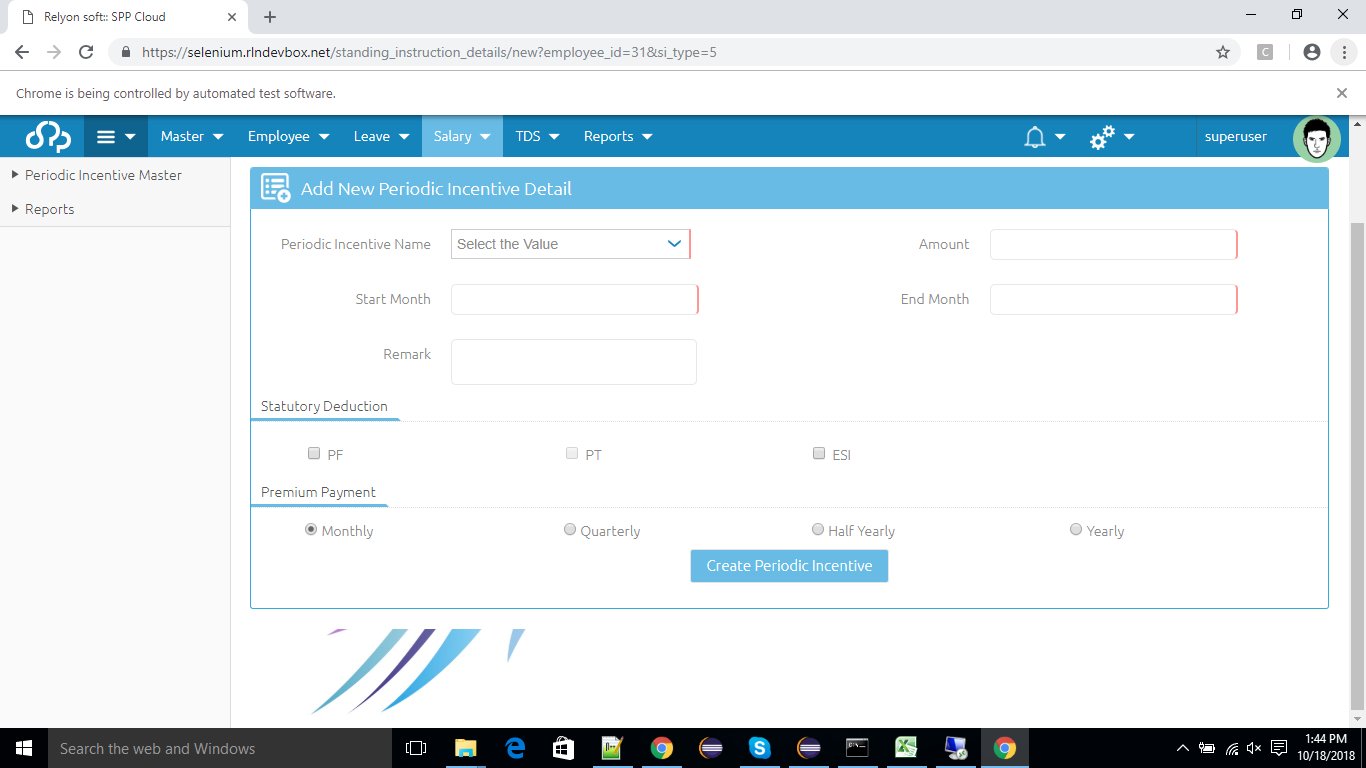 Relyon soft:: SPP Cloud
https://selenium.rlndevbox.net/standing_instruction_details/new?employee_id=31&si_type=5
C
Chrome is being controlled by automated test software.
Master Employee Leave Salary TDS Reports superuser
Periodic Incentive Master
Reports
Add New Periodic Incentive Detail
Periodic Incentive Name Select the Value Amount
Start Month End Month
Remark
Statutory Deduction
PF PT ESI
Premium Payment
Monthly Quarterly Half Yearly Yearly
Create Periodic Incentive
Search the web and Windows
1:44 PM
10/18/2018